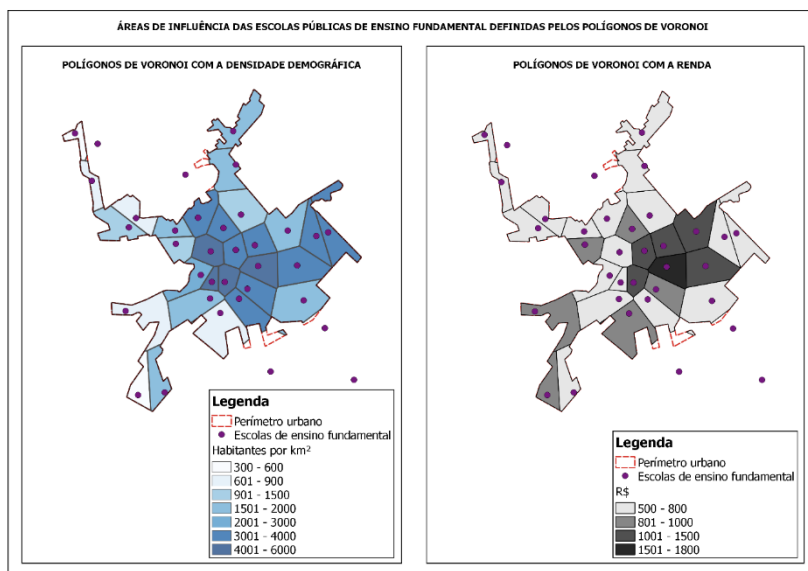 ÁREAS DE INFLUÊNCIA DAS ESCOLAS PÚBLICAS DE ENSINO FUNDAMENTAL DEFINIDAS PELOS POLÍGONOS DE VORONOI
POLÍGONOS DE VORONOI COM A DENSIDADE DEMOGRÁFICA
Legenda
Perímetro urbano
Escolas de ensino fundamental
Habitantes por km²
300 - 600
601 - 900
901 - 1500
1501 - 2000
2001 - 3000
3001 - 4000
4001 - 6000
POLÍGONOS DE VORONOI COM A RENDA
Legenda
Perímetro urbano
Escolas de ensino fundamental
R$
500 - 800
801 - 1000
1001 - 1500
1501 - 1800